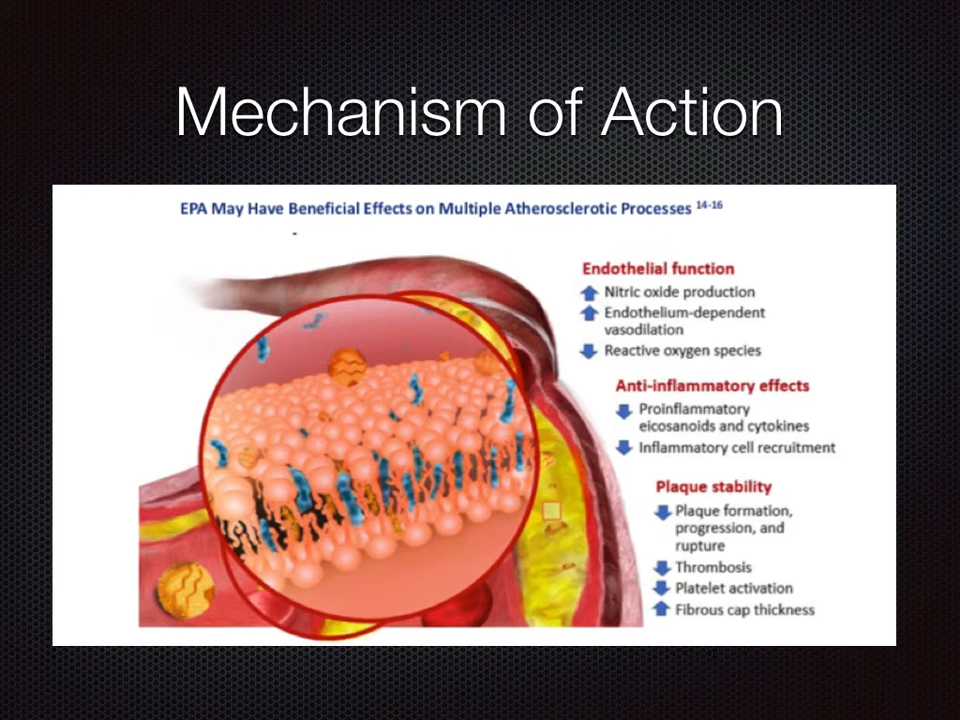 Mechanism of Action
EPA May Have Beneficial Effects on Multiple Atherosclerotic Processes 14-16
Endothelial function
Nitric oxide production
Endothelium-dependent
vasodilation
Reactive oxygen species
Anti-inflammatory effects
Proinflammatory
eicosanoids and cytokines
Inflammatory cell recruitment
Plaque stability
Plaque formation,
progression, and
rupture
Thrombosis
Platelet activation
Fibrous cap thickness